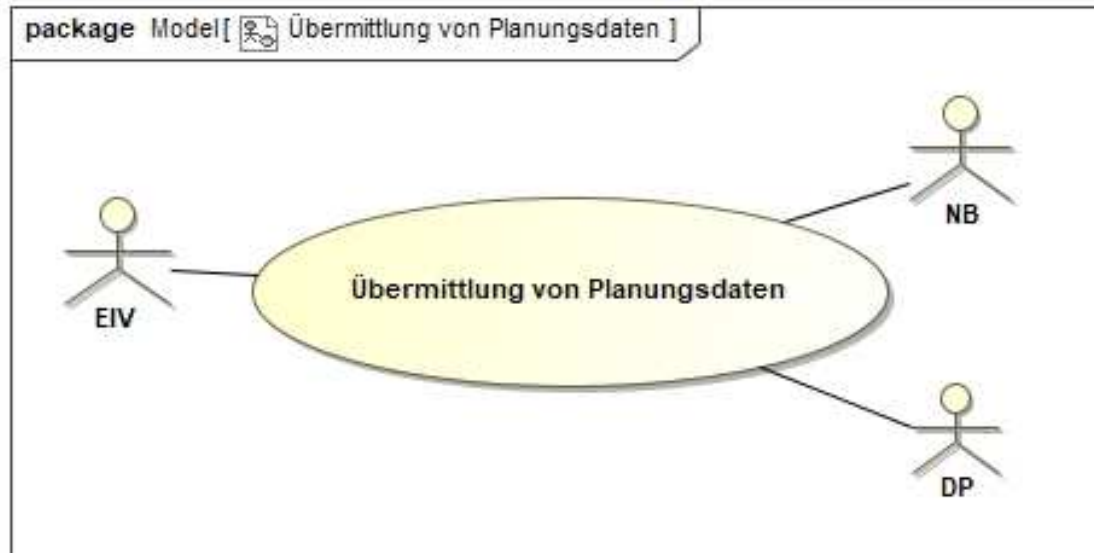 package Model[ Übermittlung von Planungsdaten ]
NB
EIV
Übermittlung von Planungsdaten
DP